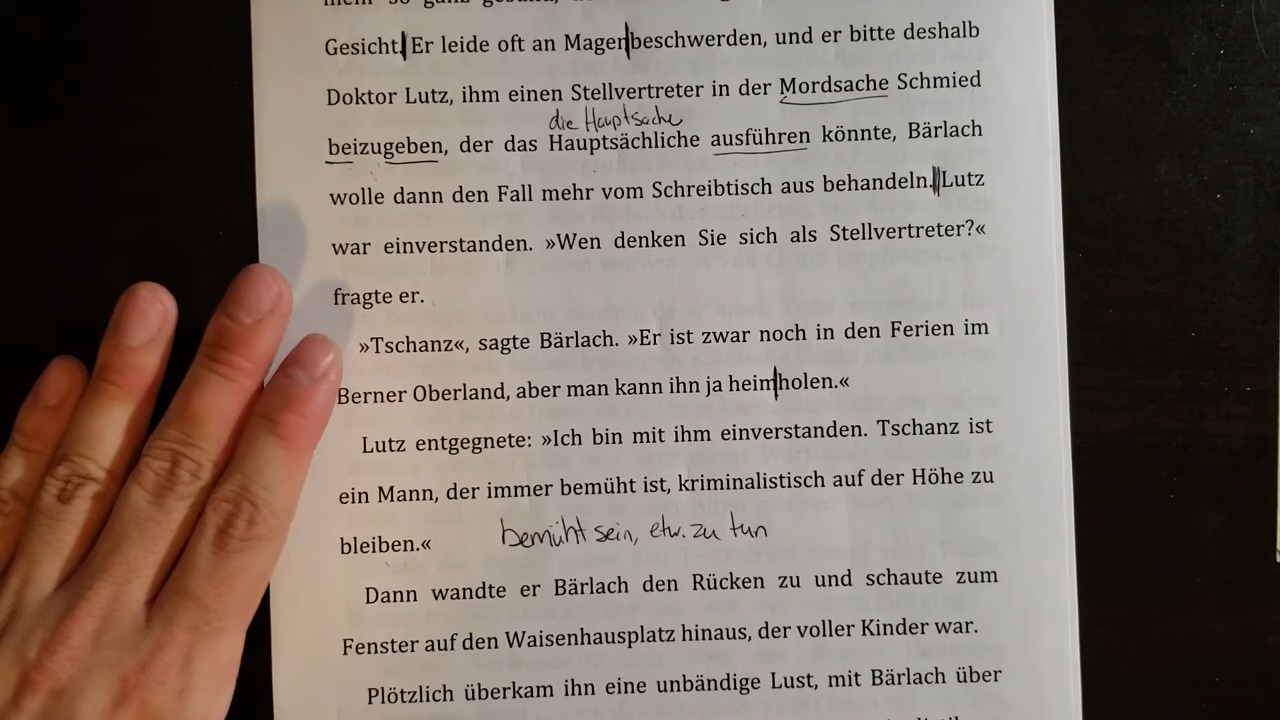 Gesicht. Er leide oft an Magenbeschwerden, und er bitte deshalb
Doktor Lutz, ihm einen Stellvertreter in der Mordsache Schmied
die Hauptsache
beizugeben, der das Hauptsächliche ausführen könnte, Bärlach
wolle dann den Fall mehr vom Schreibtisch aus behandeln. Lutz
war einverstanden. »Wen denken Sie sich als Stellvertreter?«
fragte er.
»Tschanz«, sagte Bärlach. »Er ist zwar noch in den Ferien im
Berner Oberland, aber man kann ihn ja heimholen.«
Lutz entgegnete: »Ich bin mit ihm einverstanden. Tschanz ist
ein Mann, der immer bemüht ist, kriminalistisch auf der Höhe zu
bleiben.«
bemüht sein, etw. zu tun
Dann wandte er Bärlach den Rücken zu und schaute zum
Fenster auf den Waisenhausplatz hinaus, der voller Kinder war.
Plötzlich überkam ihn eine unbändige Lust, mit Bärlach über